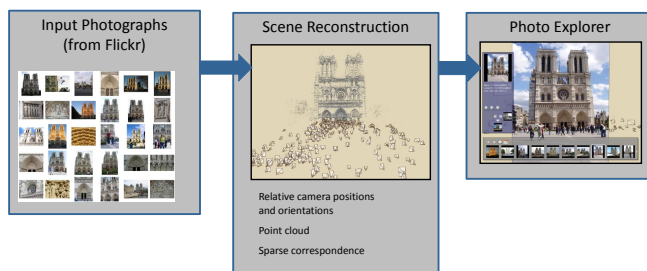 Input Photographs
(from Flickr)
Scene Reconstruction
Relative camera positions
and orientations
Point cloud
Sparse correspondence
Photo Explorer